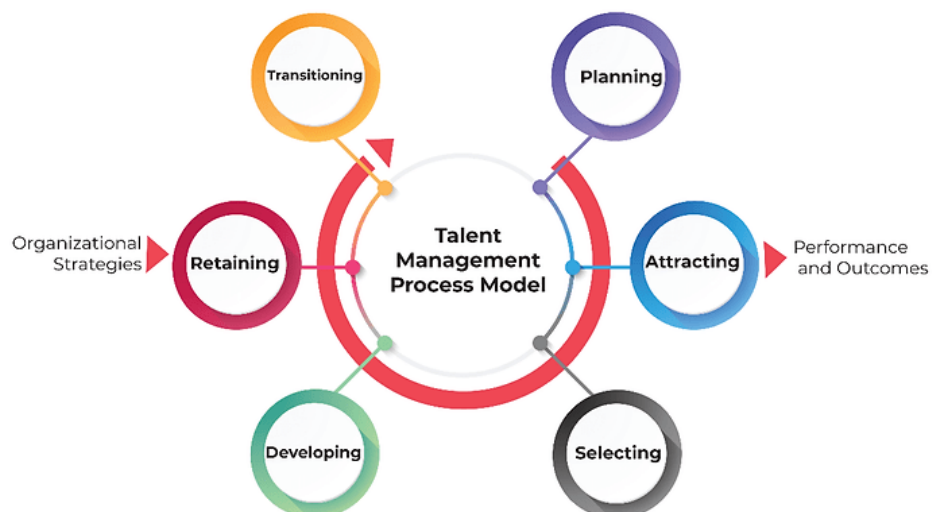 Transitioning
Planning
Organizational
Strategies
Retaining
Talent
Management
Process Model
Attracting
Performance
and Outcomes
Developing
Selecting